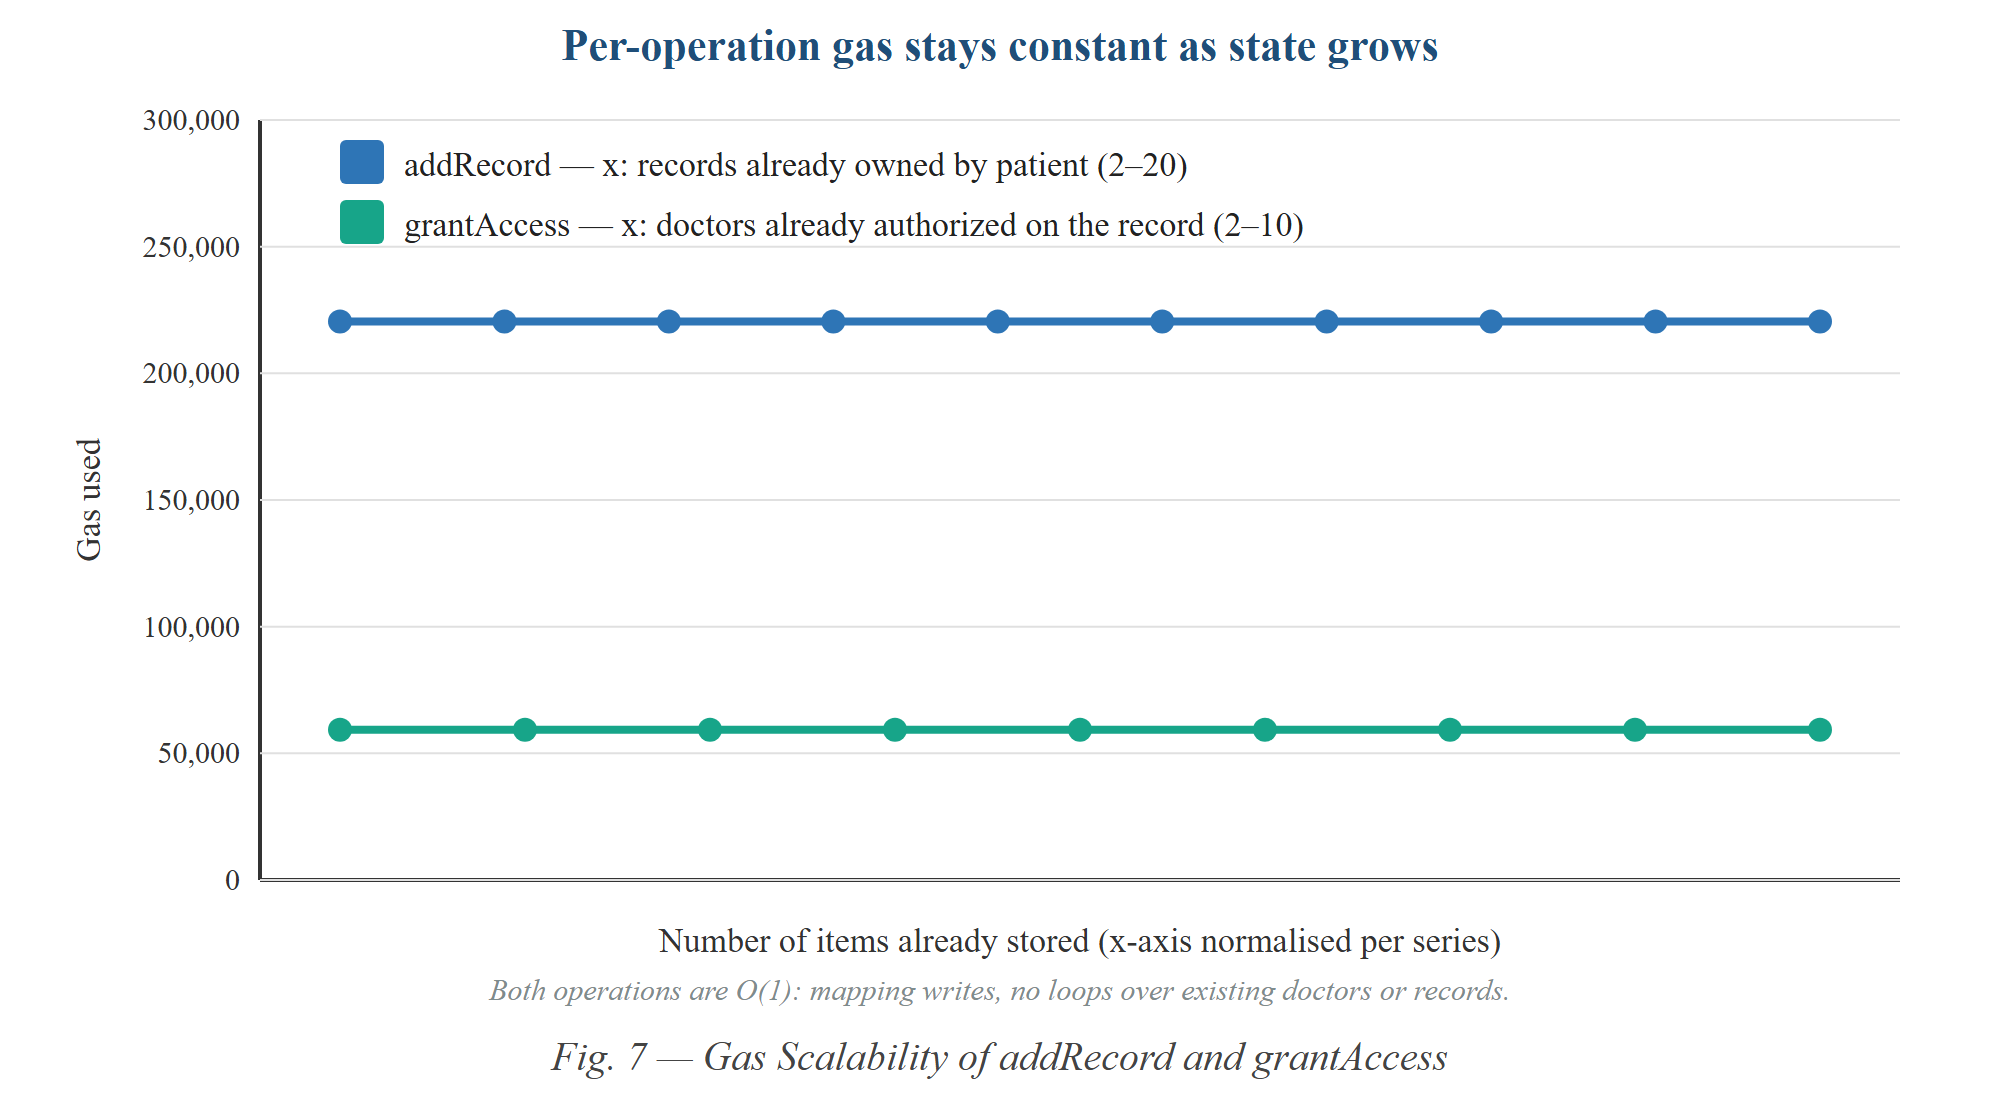 Per-operation gas stays constant as state grows
300,000
addRecord — x: records already owned by patient (2–20)
grantAccess — x: doctors already authorized on the record (2–10)
250,000
200,000
150,000
100,000
50,000
0
Gas used
Number of items already stored (x-axis normalised per series)
Both operations are O(1): mapping writes, no loops over existing doctors or records.
Fig. 7 — Gas Scalability of addRecord and grantAccess